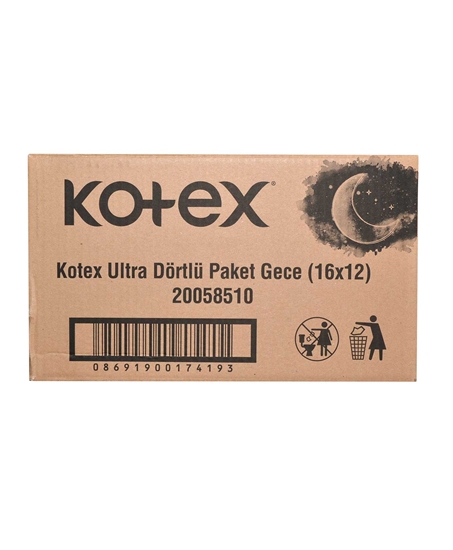 Kotex
Kotex Ultra Dörtlü Paket Gece (16x12)
20058510
08691900174193